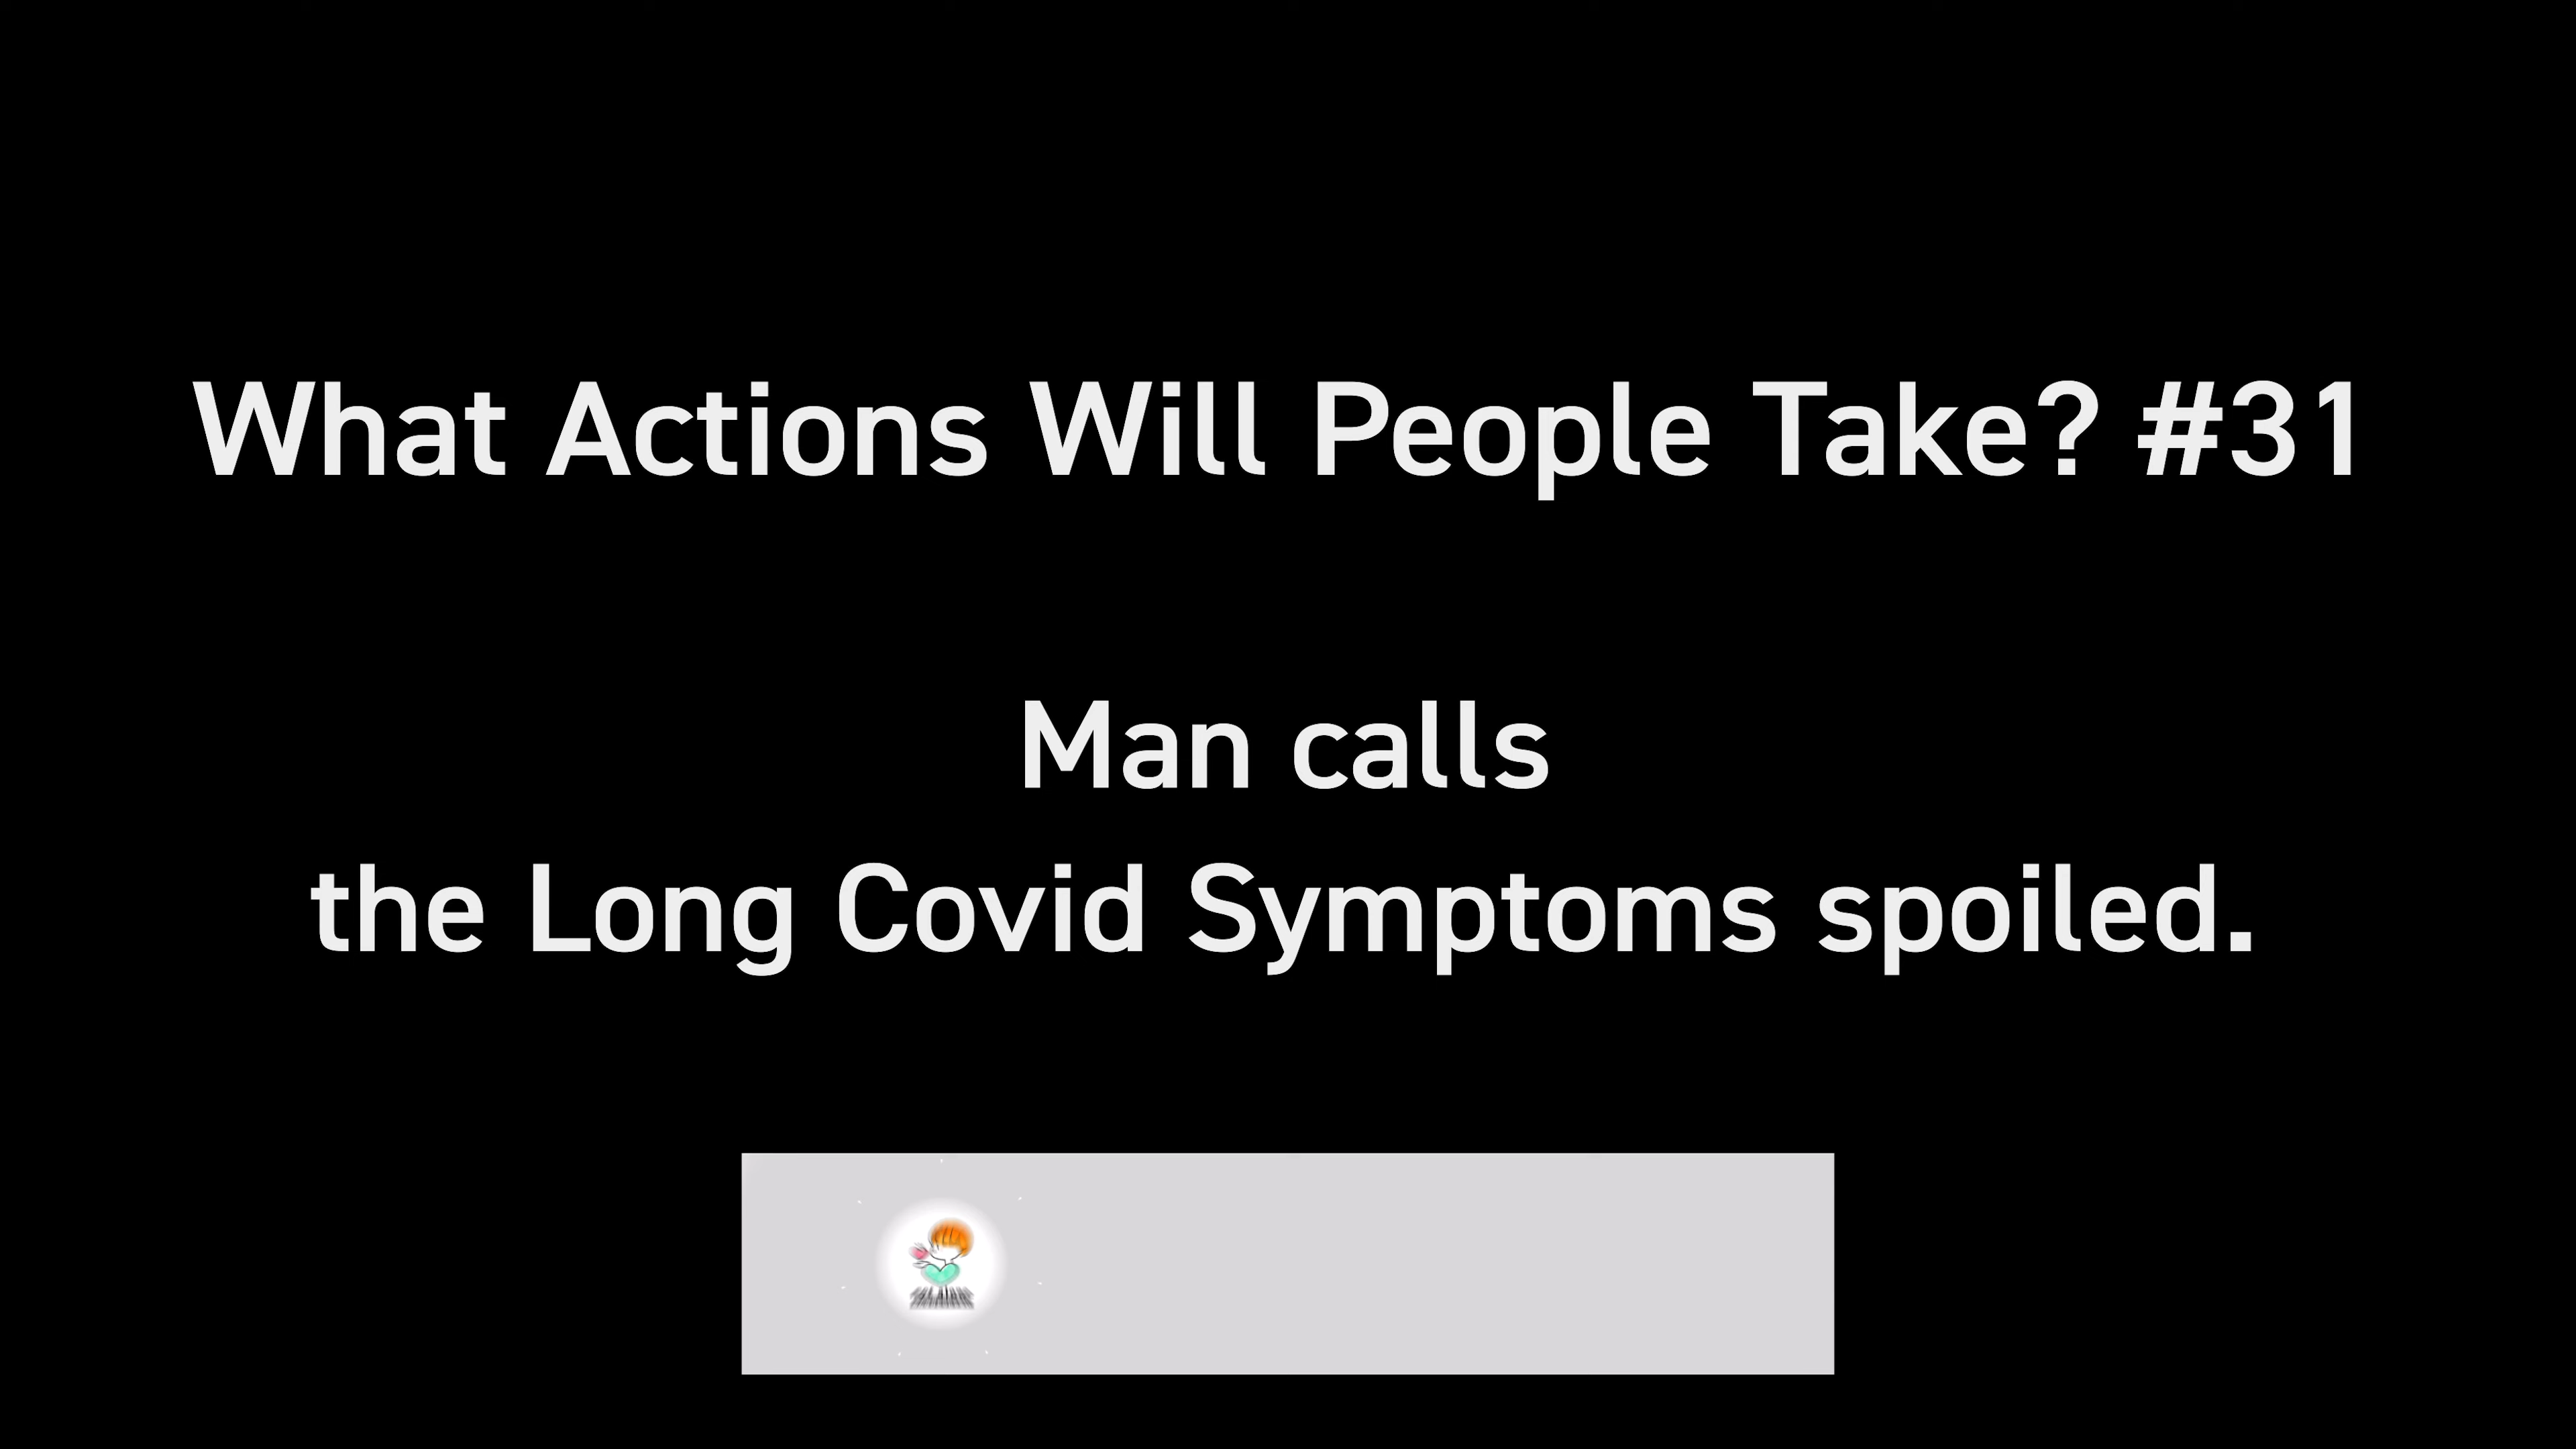 What Actions Will People Take? #31
Man calls
the Long Covid Symptoms spoiled.